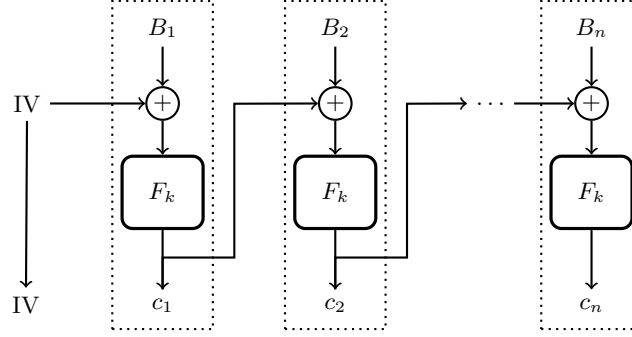 B₁ B₂ Bₙ
IV + + ⋯ +
Fₖ Fₖ Fₖ
IV c₁ c₂ cₙ